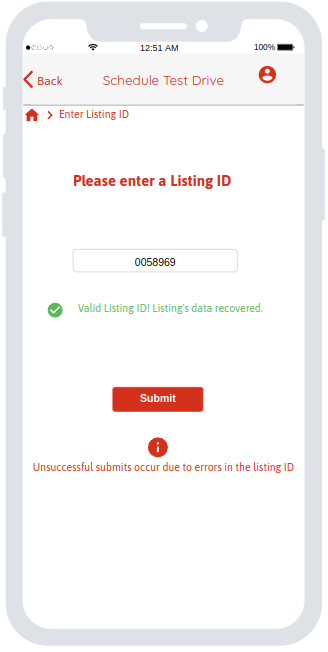 12:51 AM
100%
Back
Schedule Test Drive
Enter Listing ID
Please enter a Listing ID
0058969
Valid Listing ID! Listing's data recovered.
Submit
Unsuccessful submits occur due to errors in the listing ID